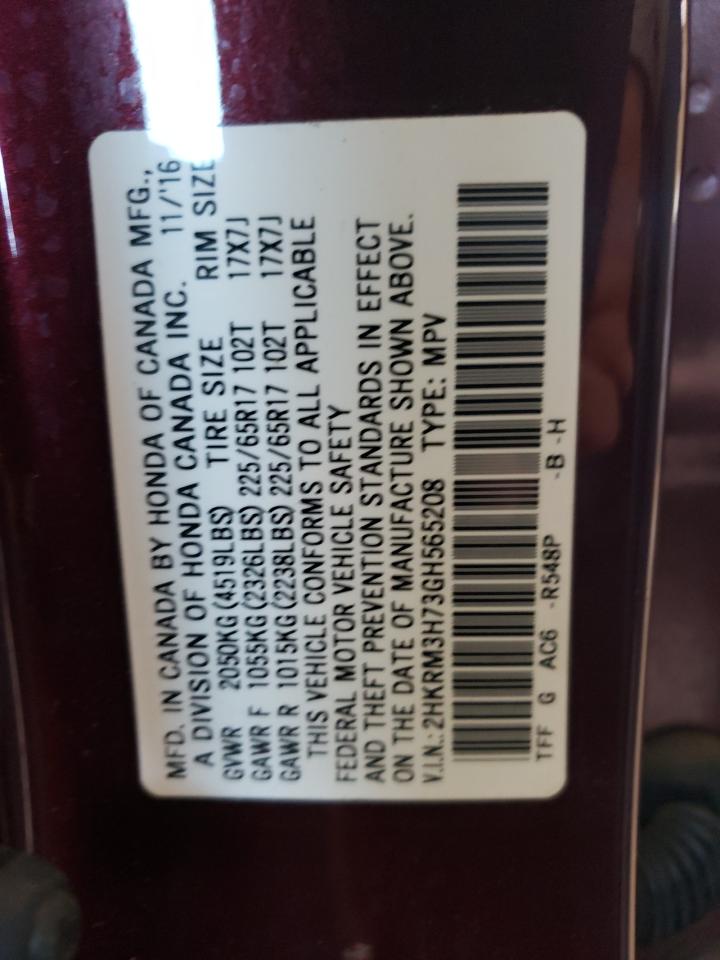 MFD. IN CANADA BY HONDA OF CANADA MFG.,
A DIVISION OF HONDA CANADA INC. 11/'16
GVWR 2050KG(4519LBS) TIRE SIZE RIM SIZE
GAWR F 1055KG(2326LBS) 225/65R17 102T 17X7J
GAWR R 1015KG(2238LBS) 225/65R17 102T 17X7J
THIS VEHICLE CONFORMS TO ALL APPLICABLE
FEDERAL MOTOR VEHICLE SAFETY
AND THEFT PREVENTION STANDARDS IN EFFECT
ON THE DATE OF MANUFACTURE SHOWN ABOVE.
V.I.N.: 2HKRM3H73GH565208 TYPE: MPV
TFF G AC6 -R548P -B -H